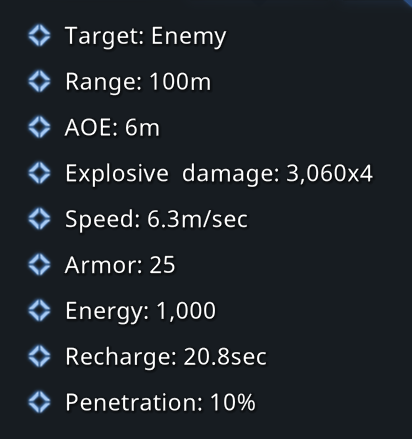 Target: Enemy
Range: 100m
AOE: 6m
Explosive  damage: 3,060x4
Speed: 6.3m/sec
Armor: 25
Energy: 1,000
Recharge: 20.8sec
Penetration: 10%